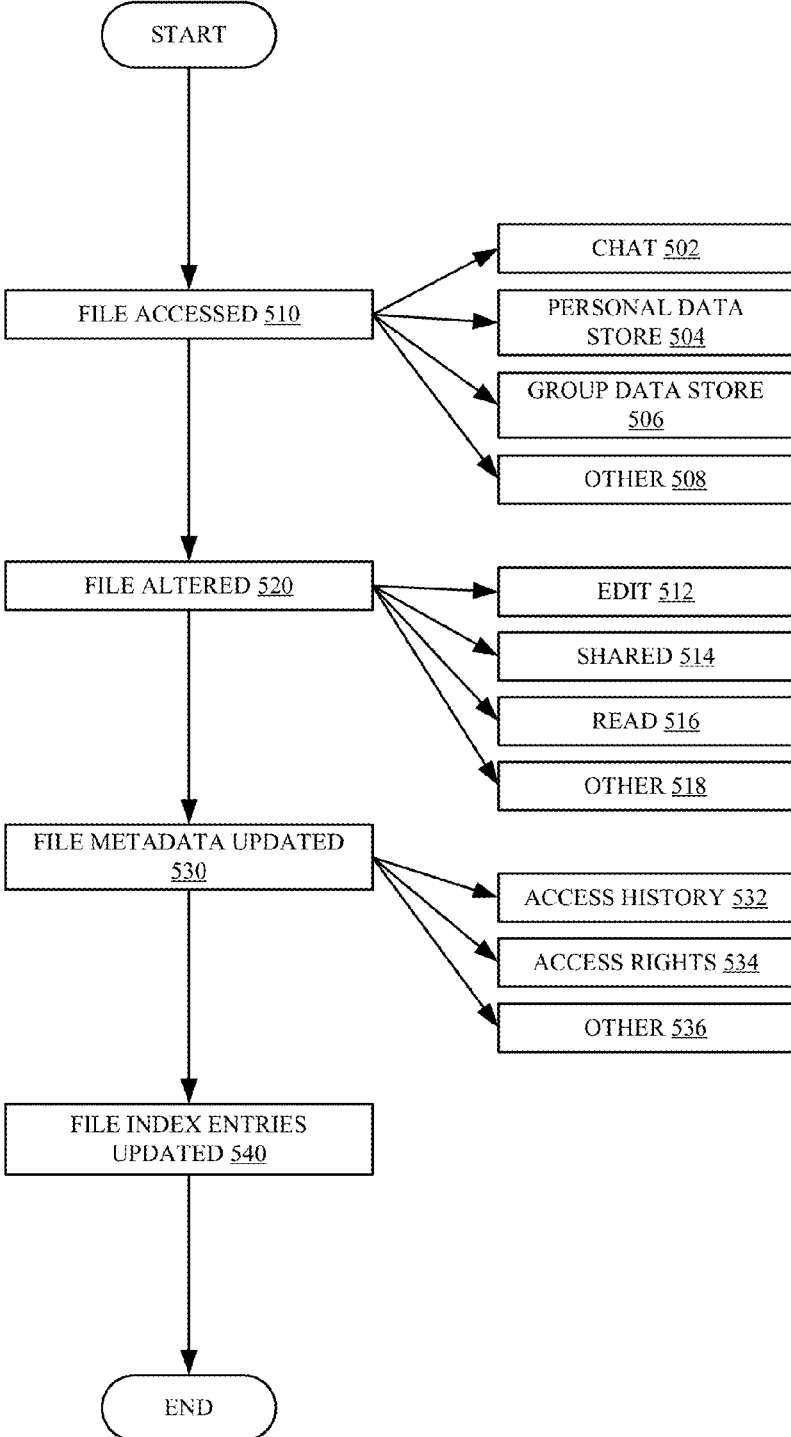 START
CHAT 502
FILE ACCESSED 510
PERSONAL DATA
STORE 504
GROUP DATA STORE
506
OTHER 508
FILE ALTERED 520
EDIT 512
SHARED 514
READ 516
OTHER 518
FILE METADATA UPDATED
530
ACCESS HISTORY 532
ACCESS RIGHTS 534
OTHER 536
FILE INDEX ENTRIES
UPDATED 540
END